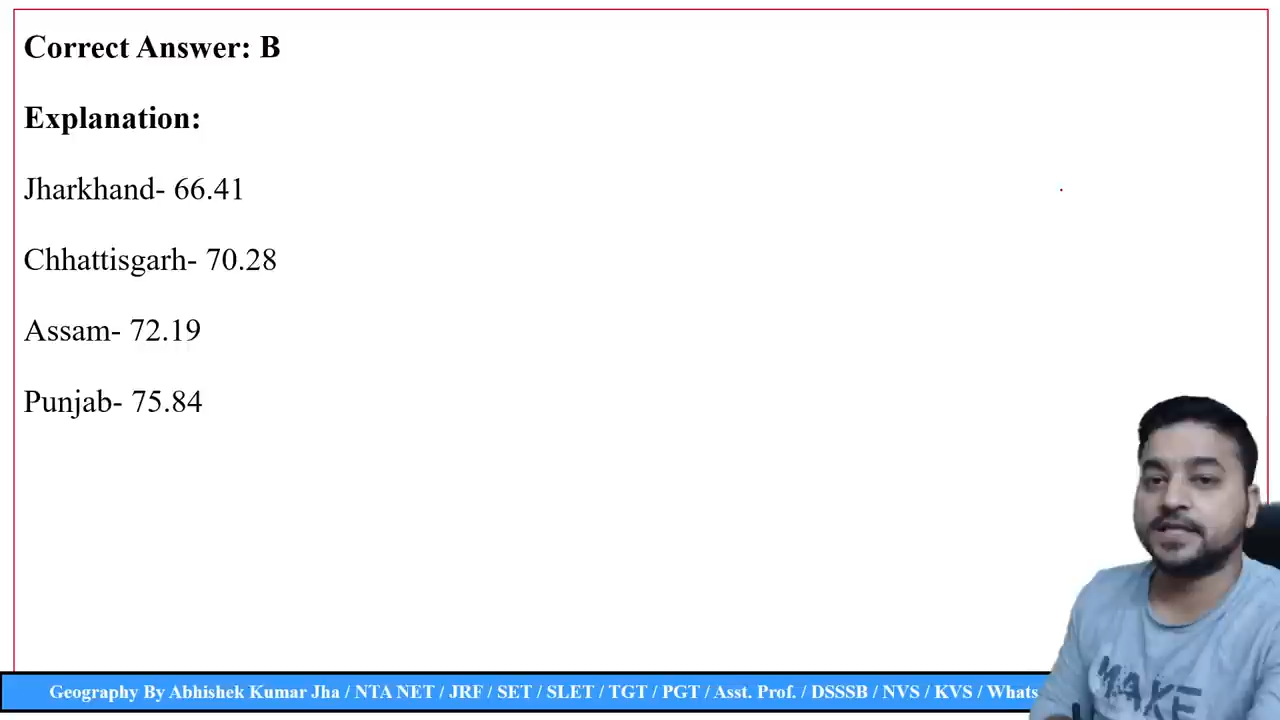 Correct Answer: B
Explanation:
Jharkhand- 66.41
Chhattisgarh- 70.28
Assam- 72.19
Punjab- 75.84
Geography By Abhishek Kumar Jha / NTA NET / JRF / SET / SLET / TGT / PGT / Asst. Prof. / DSSSB / NVS / KVS / Whats
MAKE